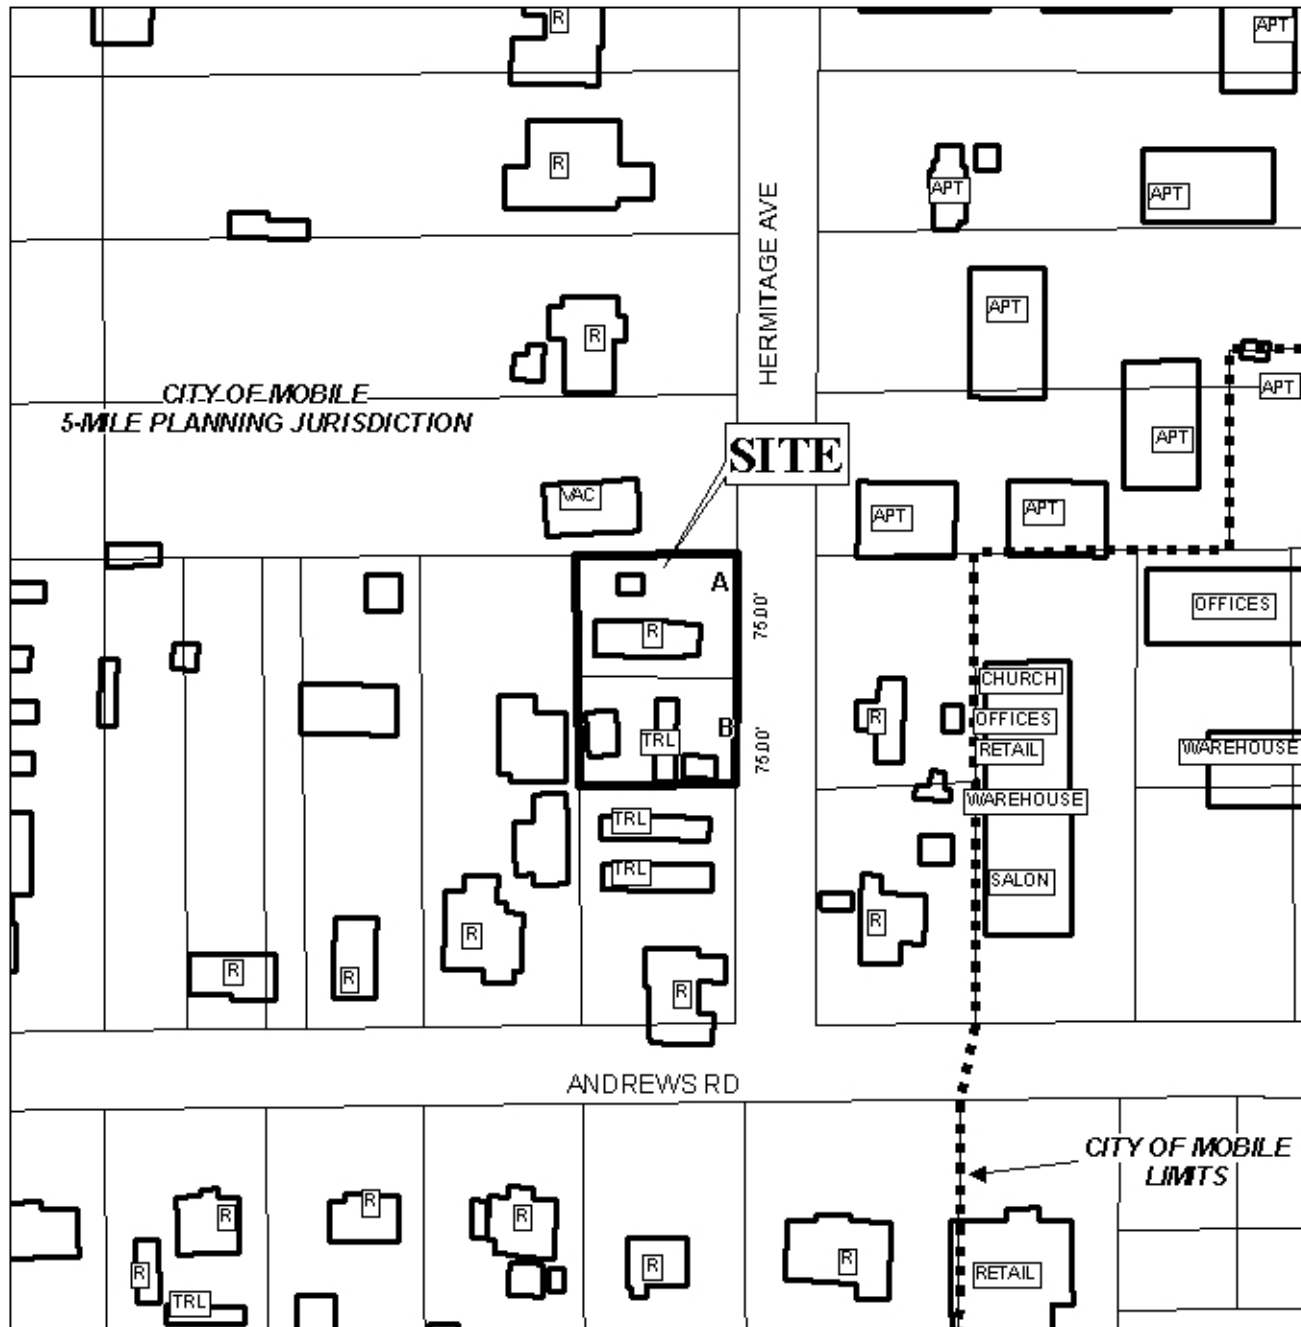 R
APT
R
APT
APT
HERMITAGE AVE
R
APT
CITY OF MOBILE
5-MILE PLANNING JURISDICTION
APT
APT
SITE
VAC
APT
APT
A
75.00'
OFFICES
R
CHURCH
R
OFFICES
B
75.00'
TRL
RETAIL
WAREHOUSE
WAREHOUSE
TRL
TRL
SALON
R
R
R
R
R
ANDREWS RD
CITY OF MOBILE
LIMITS
R
R
R
R
R
R
RETAIL
TRL